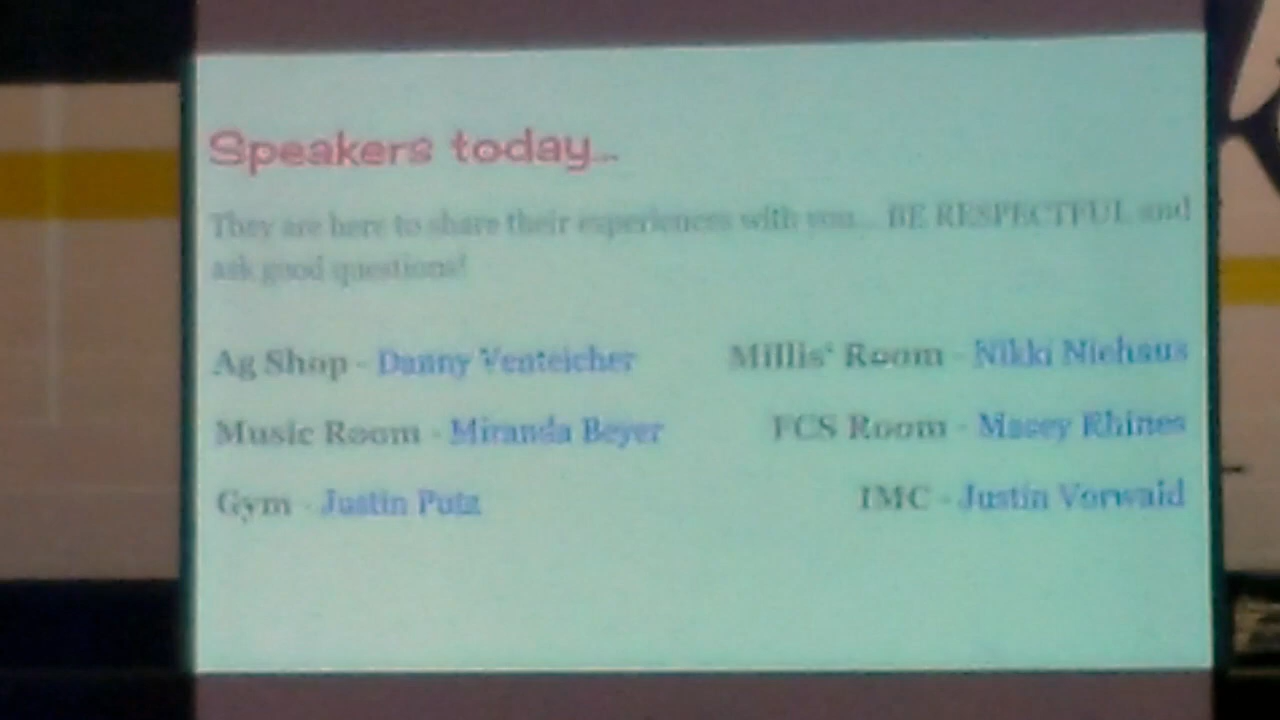 Speakers today...
They are here to share their experiences with you... BE RESPECTFUL and
ask good questions!
Ag Shop - Danny Venteicher
Millis' Room - Nikki Niehaus
Music Room - Miranda Beyer
FCS Room - Macey Rhines
Gym - Justin Putz
IMC - Justin Vorwald